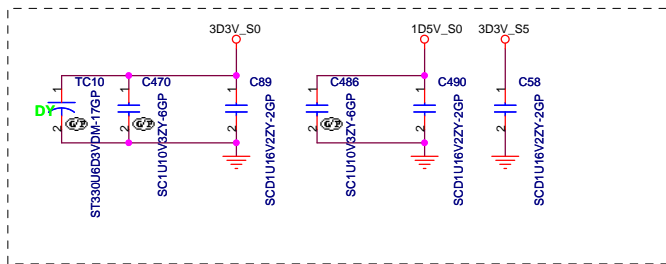 3D3V_S0
1D5V_S0
3D3V_S5
TC10
C470
C89
C486
C490
C58
1
1
1
1
1
1
DY
2
2
2
2
2
2
G/P
G/P
G/P
ST330U6D3VDM-17GP
SC1U10V3ZY-6GP
SCD1U16V2ZY-2GP
SC1U10V3ZY-6GP
SCD1U16V2ZY-2GP
SCD1U16V2ZY-2GP